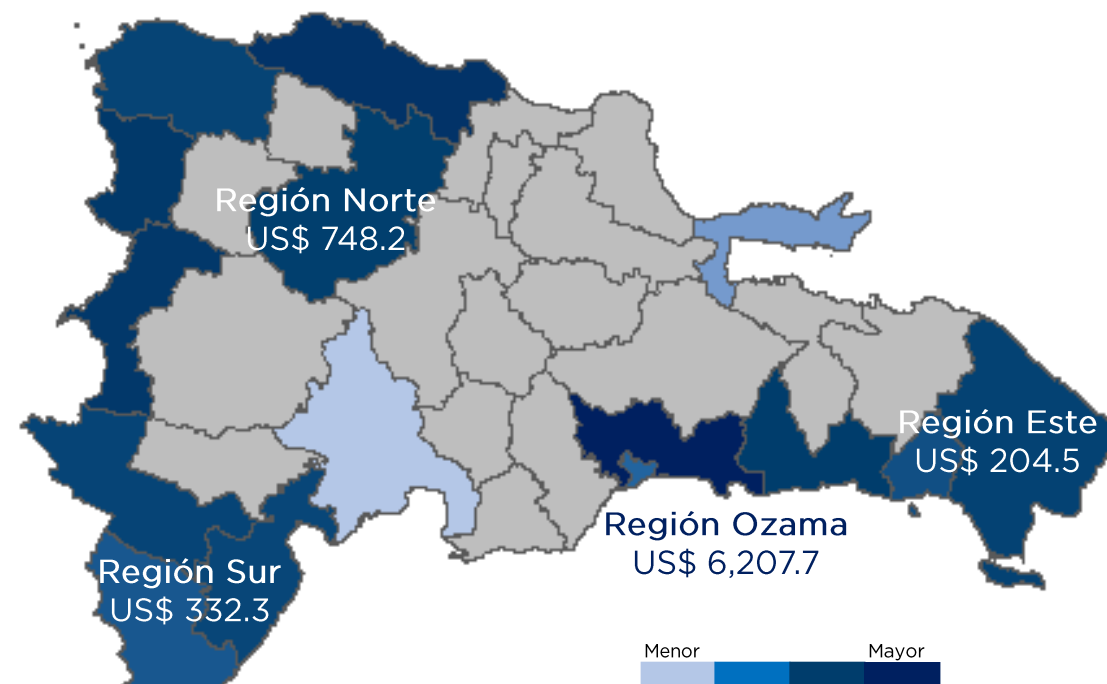 Región Norte
US$ 748.2
Región Este
US$ 204.5
Región Ozama
US$ 6,207.7
Región Sur
US$ 332.3
Menor
Mayor